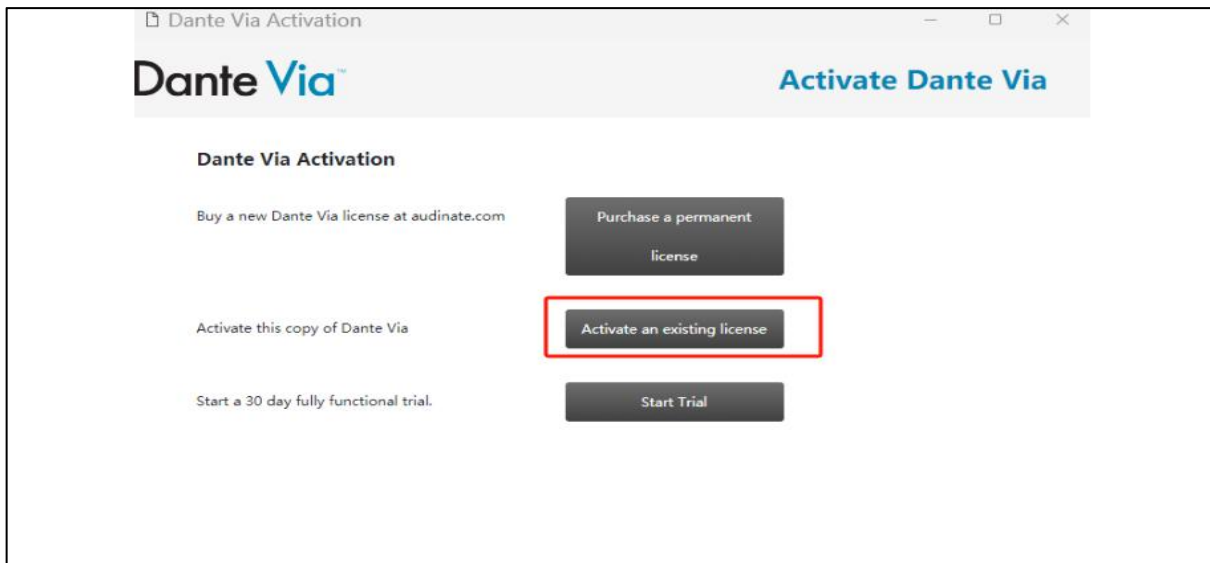 Dante Via Activation
Dante Via™
Activate Dante Via
Dante Via Activation
Buy a new Dante Via license at audinate.com
Purchase a permanent
license
Activate this copy of Dante Via
Activate an existing license
Start a 30 day fully functional trial.
Start Trial